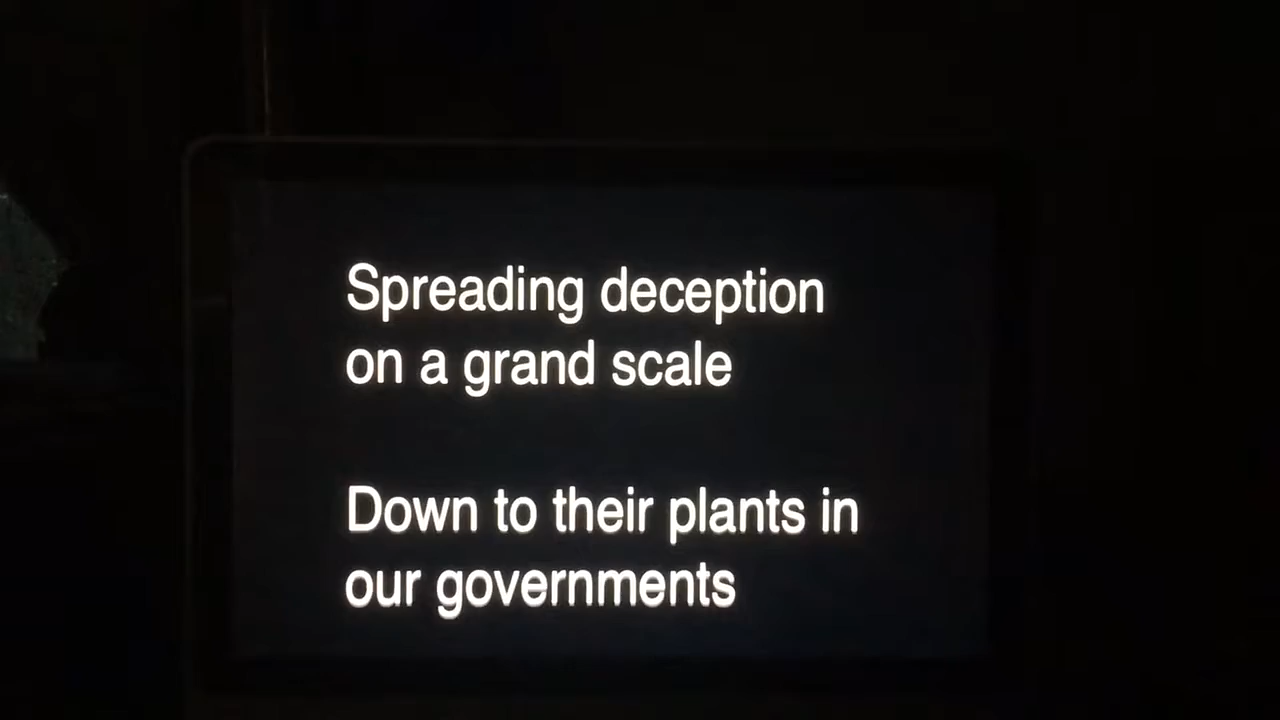 Spreading deception
on a grand scale
Down to their plants in
our governments